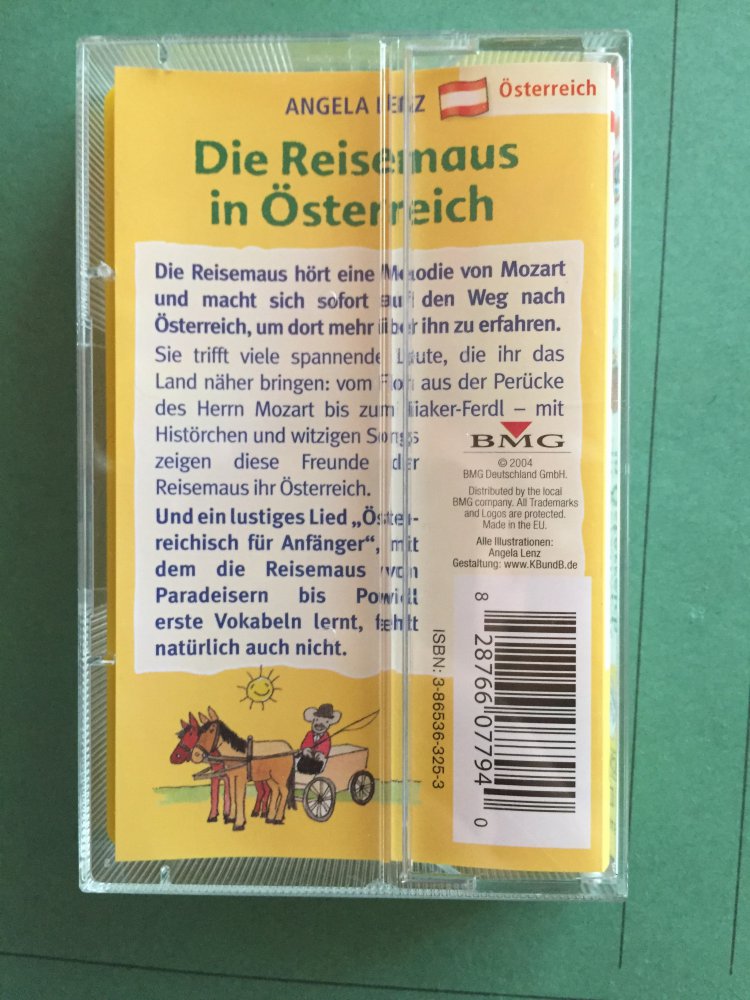 ANGELA LENZ
Österreich
Die Reisemaus
in Österreich
Die Reisemaus hört eine Melodie von Mozart
und macht sich sofort auf den Weg nach
Österreich, um dort mehr über ihn zu erfahren.
Sie trifft viele spannende Leute, die ihr das
Land näher bringen: vom Floh aus der Perücke
des Herrn Mozart bis zum Fiaker-Ferdl – mit
Histörchen und witzigen Songs
zeigen diese Freunde der
Reisemaus ihr Österreich.
Und ein lustiges Lied „Öster-
reichisch für Anfänger“, mit
dem die Reisemaus von
Paradeisern bis Powidl
erste Vokabeln lernt, fehlt
natürlich auch nicht.
BMG
© 2004
BMG Deutschland GmbH.
Distributed by the local
BMG company. All Trademarks
and Logos are protected.
Made in the EU.
Alle Illustrationen:
Angela Lenz
Gestaltung: www.KBundB.de
ISBN: 3-86536-325-3
8 28766 07794 0